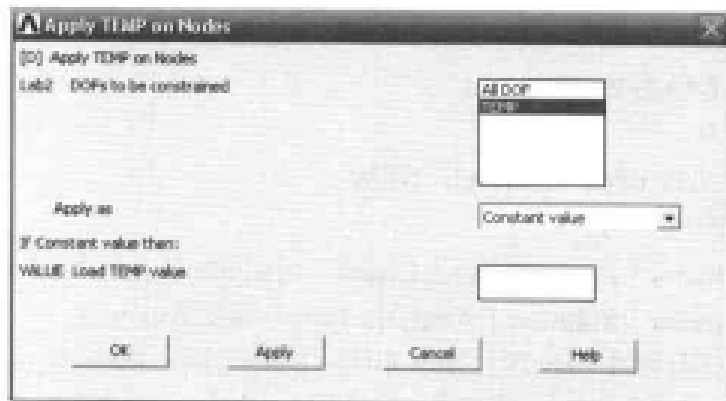 Apply TEMP on Nodes
[D] Apply TEMP on Nodes
Lab2 DOFs to be constrained
All DOF
TEMP
Apply as
Constant value
If Constant value then:
VALUE Load TEMP value
OK
Apply
Cancel
Help